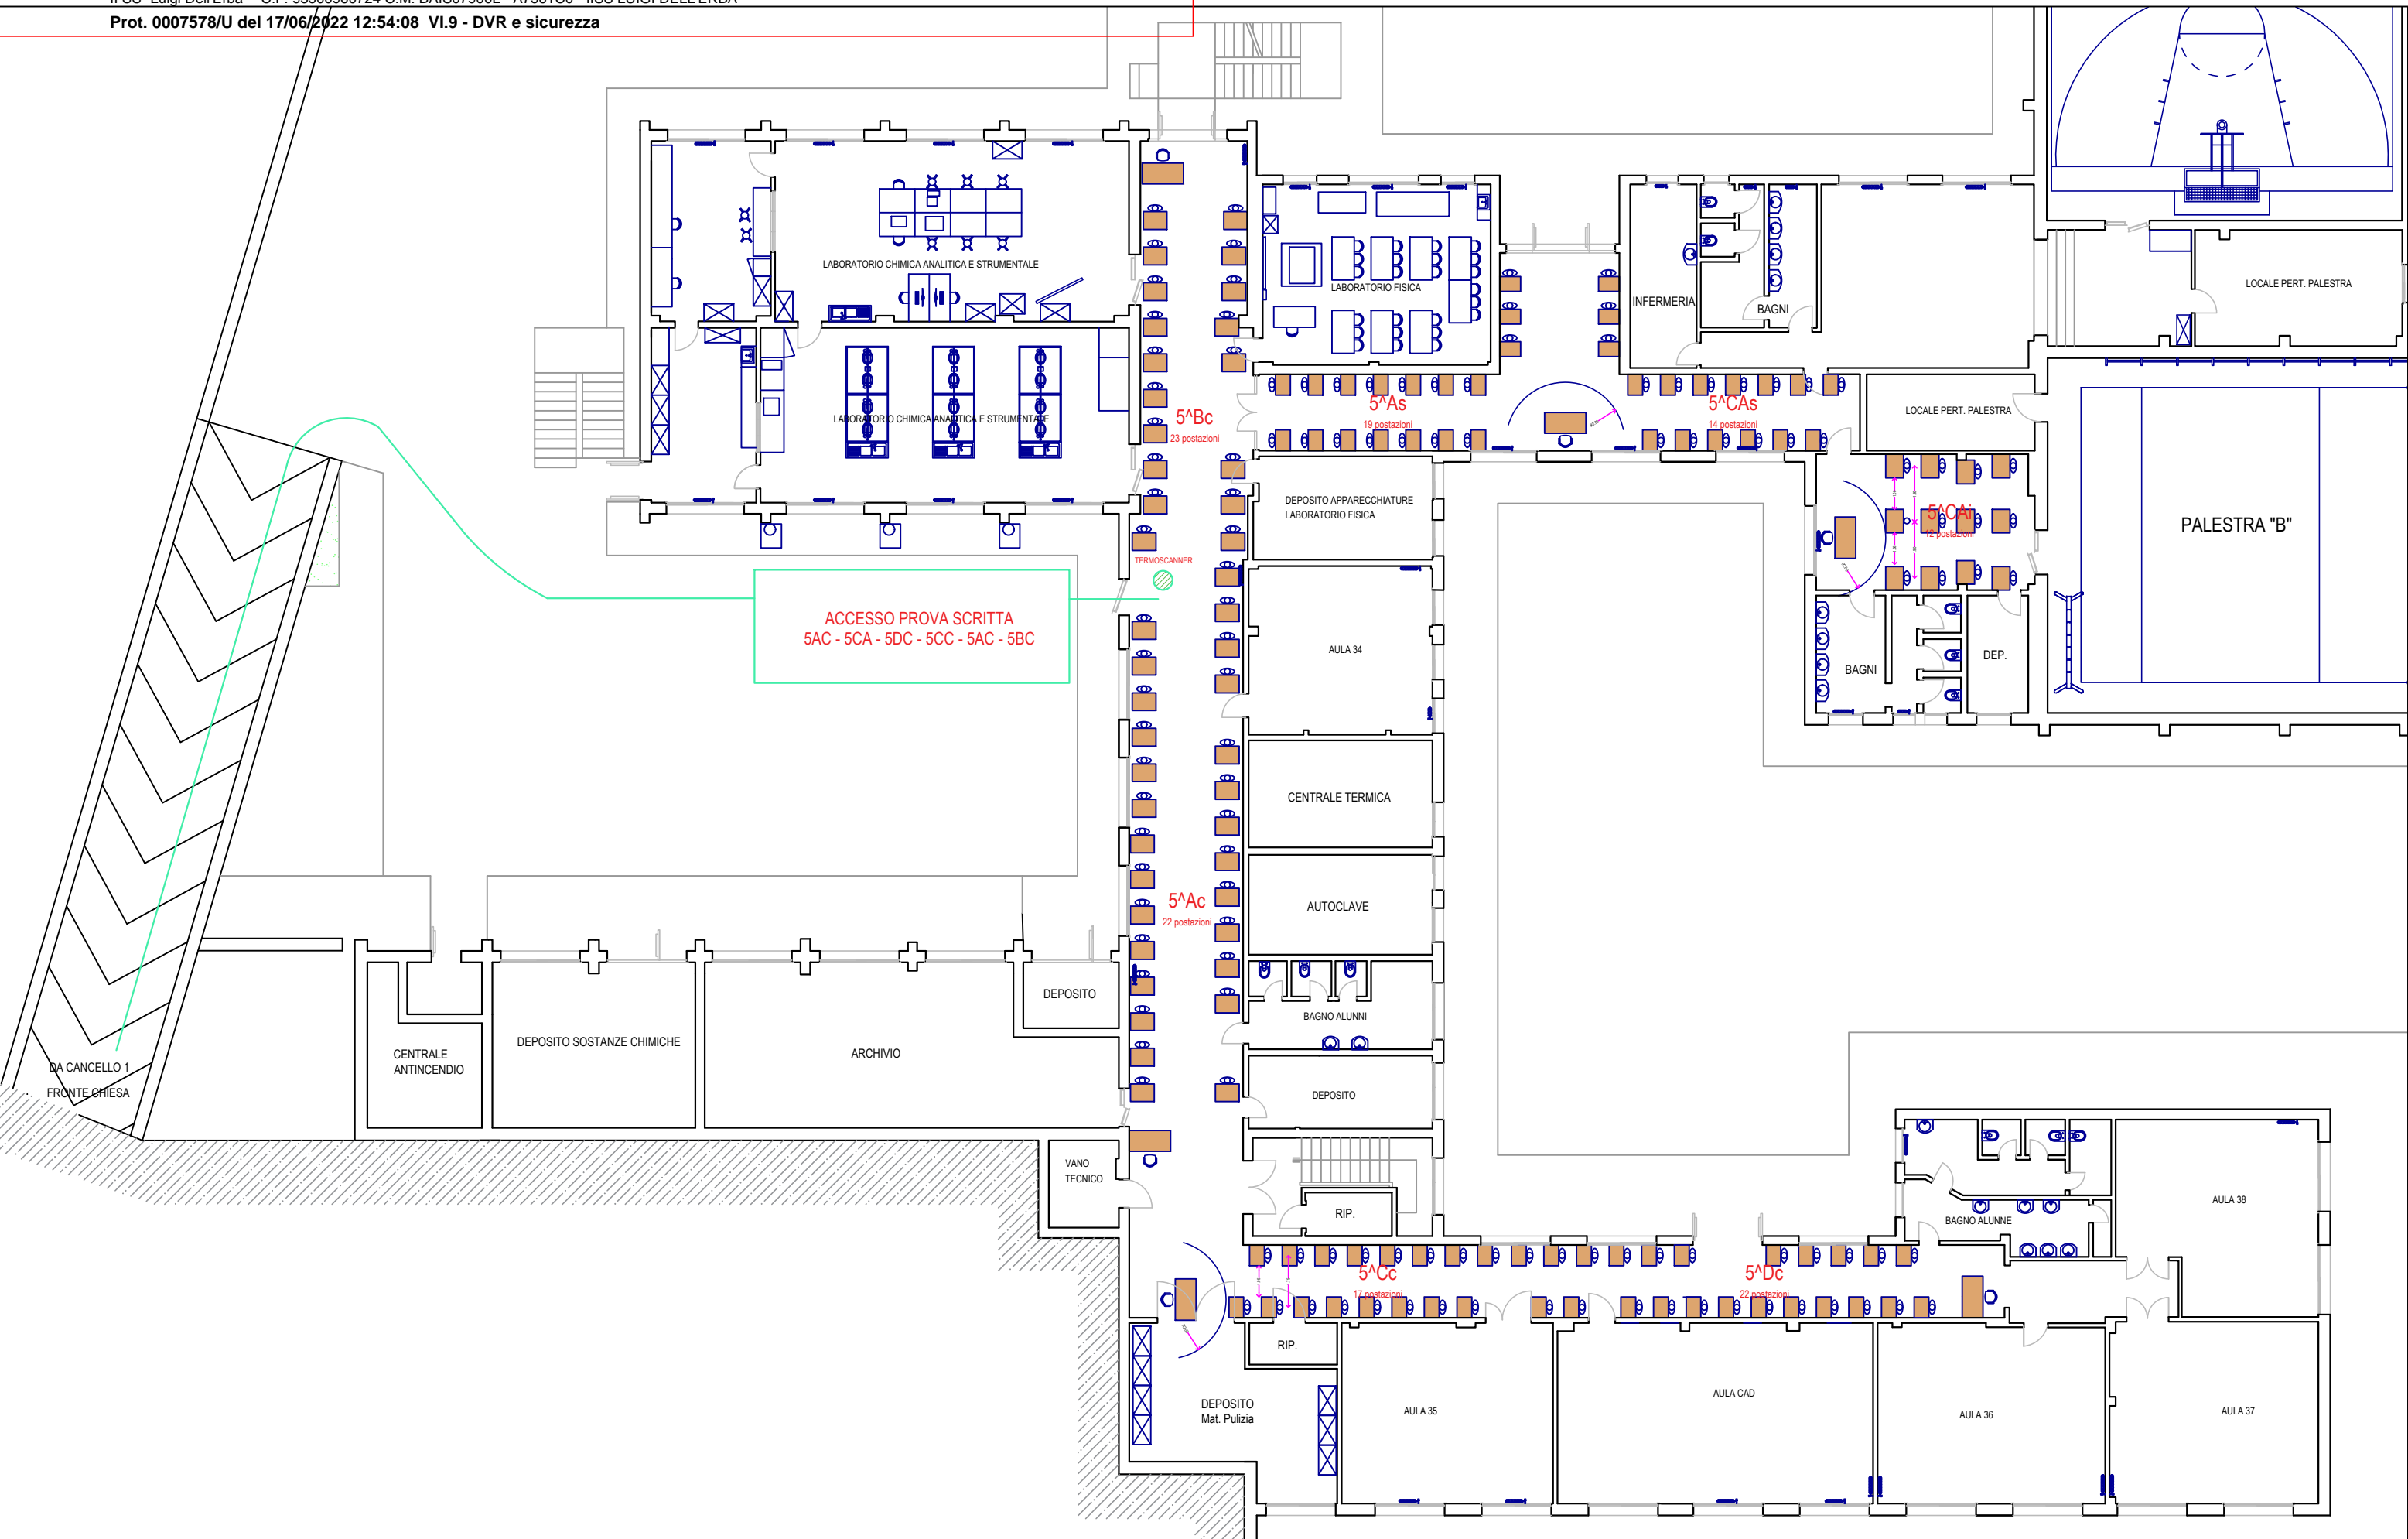 Prot. 0007578/U del 17/06/2022 12:54:08 VI.9 - DVR e sicurezza
LABORATORIO CHIMICA ANALITICA E STRUMENTALE
LABORATORIO FISICA
INFERMERIA
BAGNI
LOCALE PERT. PALESTRA
LABORATORIO CHIMICA ANALITICA E STRUMENTALE
5^Bc
23 postazioni
5^As
19 postazioni
5^CAs
14 postazioni
LOCALE PERT. PALESTRA
DEPOSITO APPARECCHIATURE
LABORATORIO FISICA
5^CAi
12 postazioni
PALESTRA "B"
TERMOSCANNER
ACCESSO PROVA SCRITTA
5AC - 5CA - 5DC - 5CC - 5AC - 5BC
AULA 34
BAGNI
DEP.
CENTRALE TERMICA
5^Ac
22 postazioni
AUTOCLAVE
DEPOSITO
BAGNO ALUNNI
DEPOSITO SOSTANZE CHIMICHE
ARCHIVIO
CENTRALE
ANTINCENDIO
DA CANCELLO 1
FRONTE CHIESA
DEPOSITO
VANO
TECNICO
RIP.
AULA 38
BAGNO ALUNNE
5^Cc
17 postazioni
5^Dc
22 postazioni
RIP.
DEPOSITO
Mat. Pulizia
AULA 35
AULA CAD
AULA 36
AULA 37